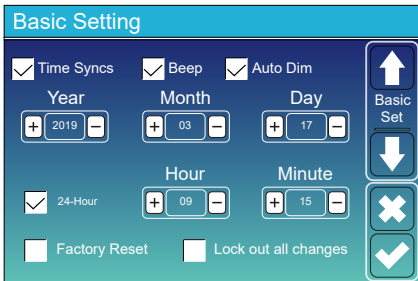 Basic Setting
Time Syncs Beep Auto Dim
Year Month Day
+ 2019 − + 03 − + 17 −
Basic
Set
Hour Minute
24-Hour + 09 − + 15 −
Factory Reset Lock out all changes